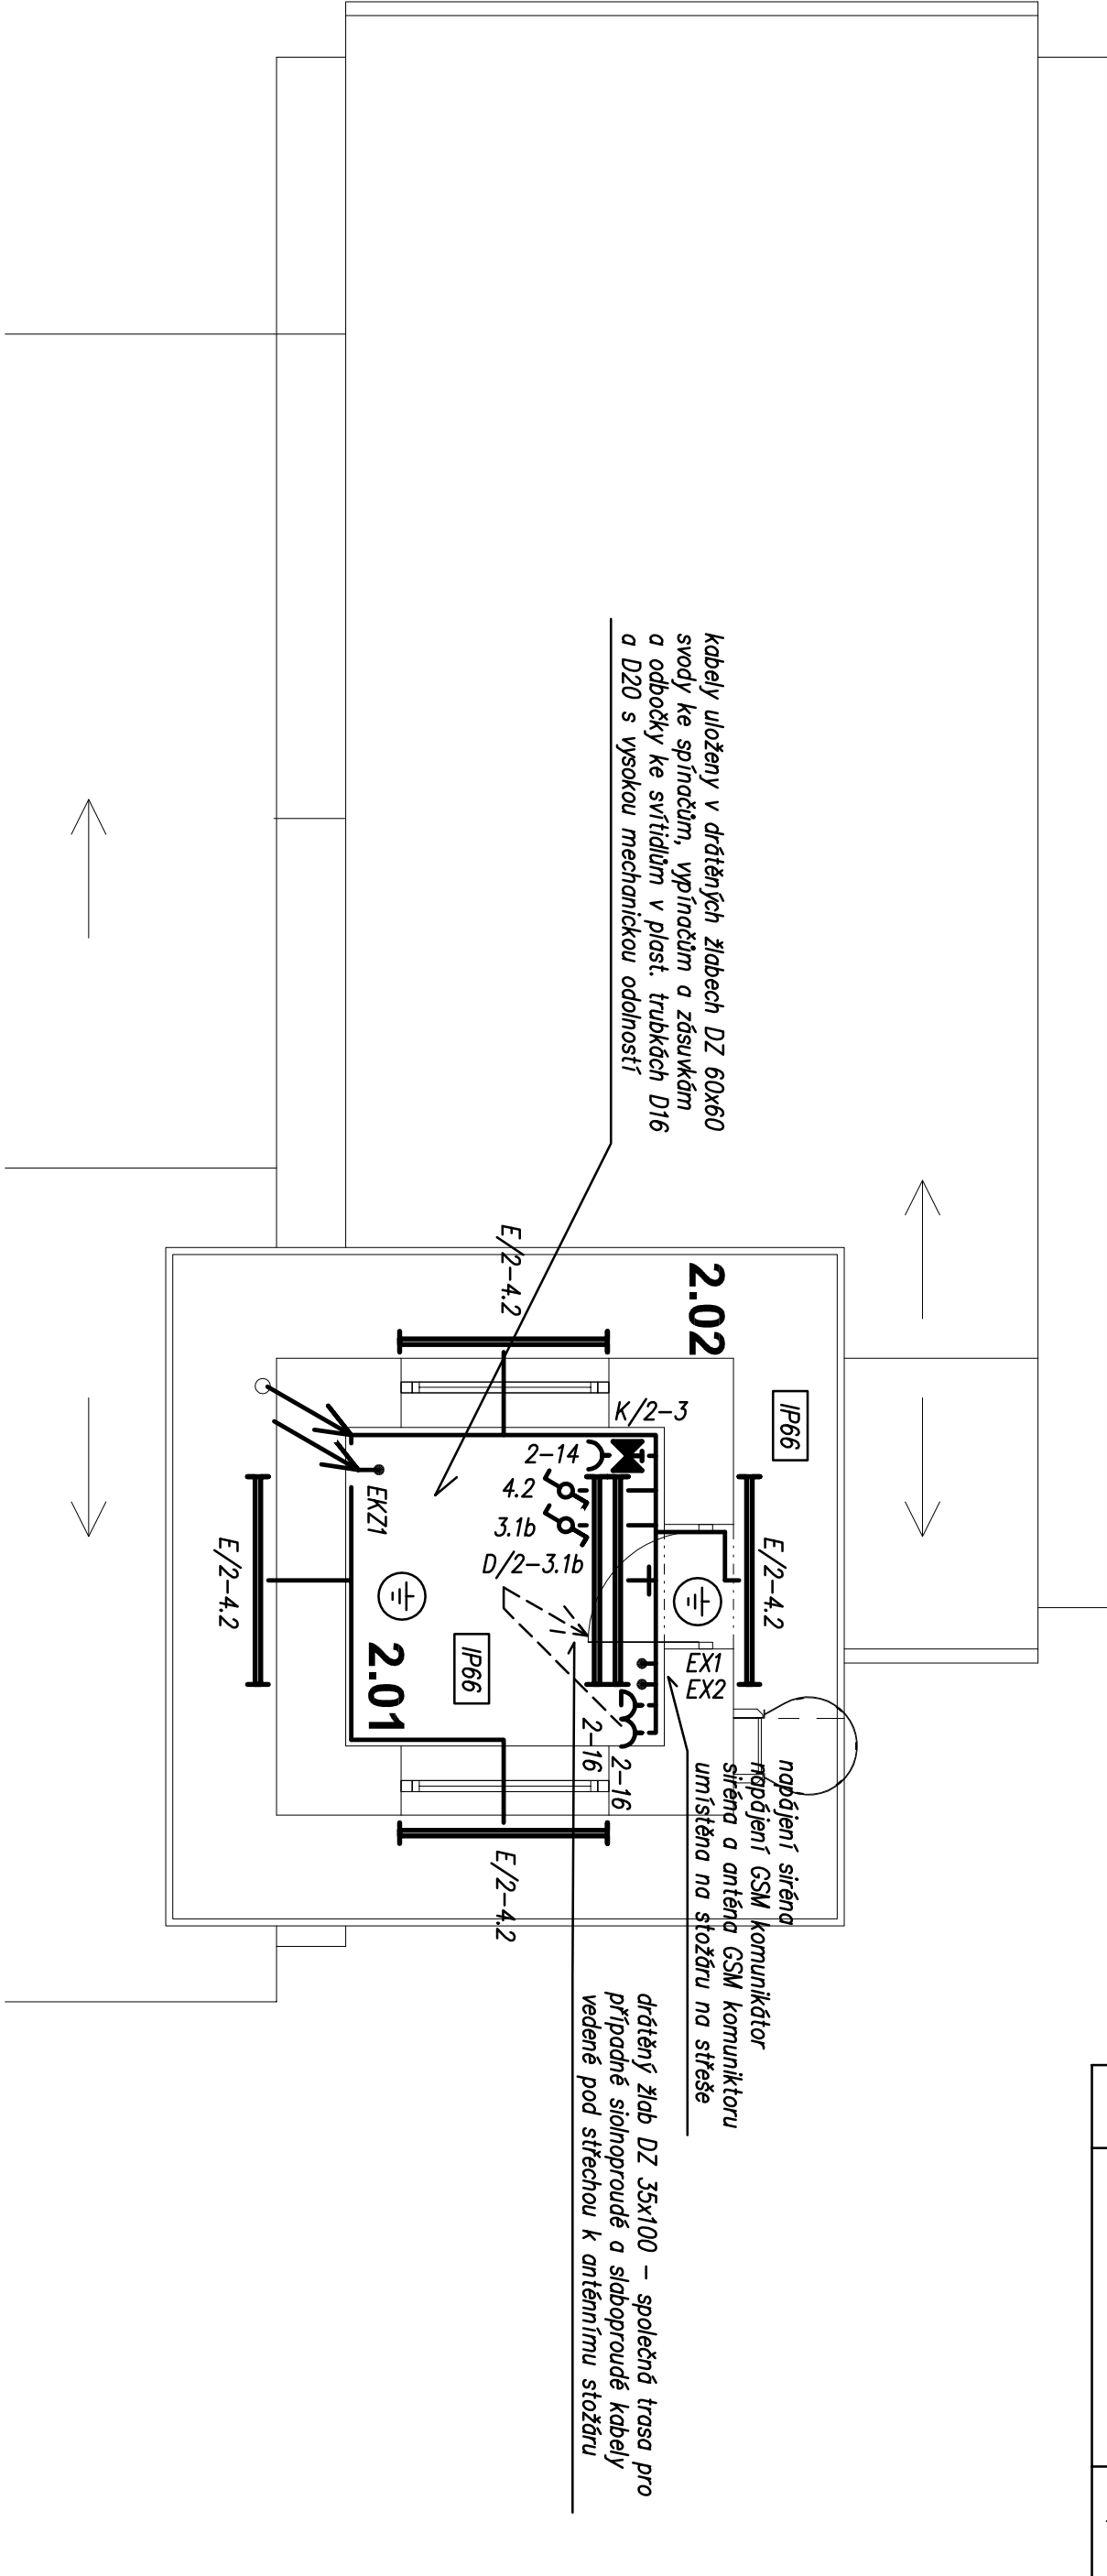 kabely uloženy v drátěných žlabech DZ 60x60
svody ke spínačům, vypínačům a zásuvkám
a odbočky ke svítidlům v plast. trubkách D16
a D20 s vysokou mechanickou odolností
E/2-4.2
2.02
IP66
K/2-3
2-14
4.2
3.1b
D/2-3.1b
EKZ1
E/2-4.2
E/2-4.2
2.01
IP66
EX1
EX2
2-16
2-16
E/2-4.2
napájení siréna
napájení GSM komunikátor
siréna a anténa GSM komuniktoru
umístěna na stožáru na střeše
drátěný žlab DZ 35x100 - společná trasa pro
případné siolnoproudé a slaboproudé kabely
vedené pod střechou k anténnímu stožáru